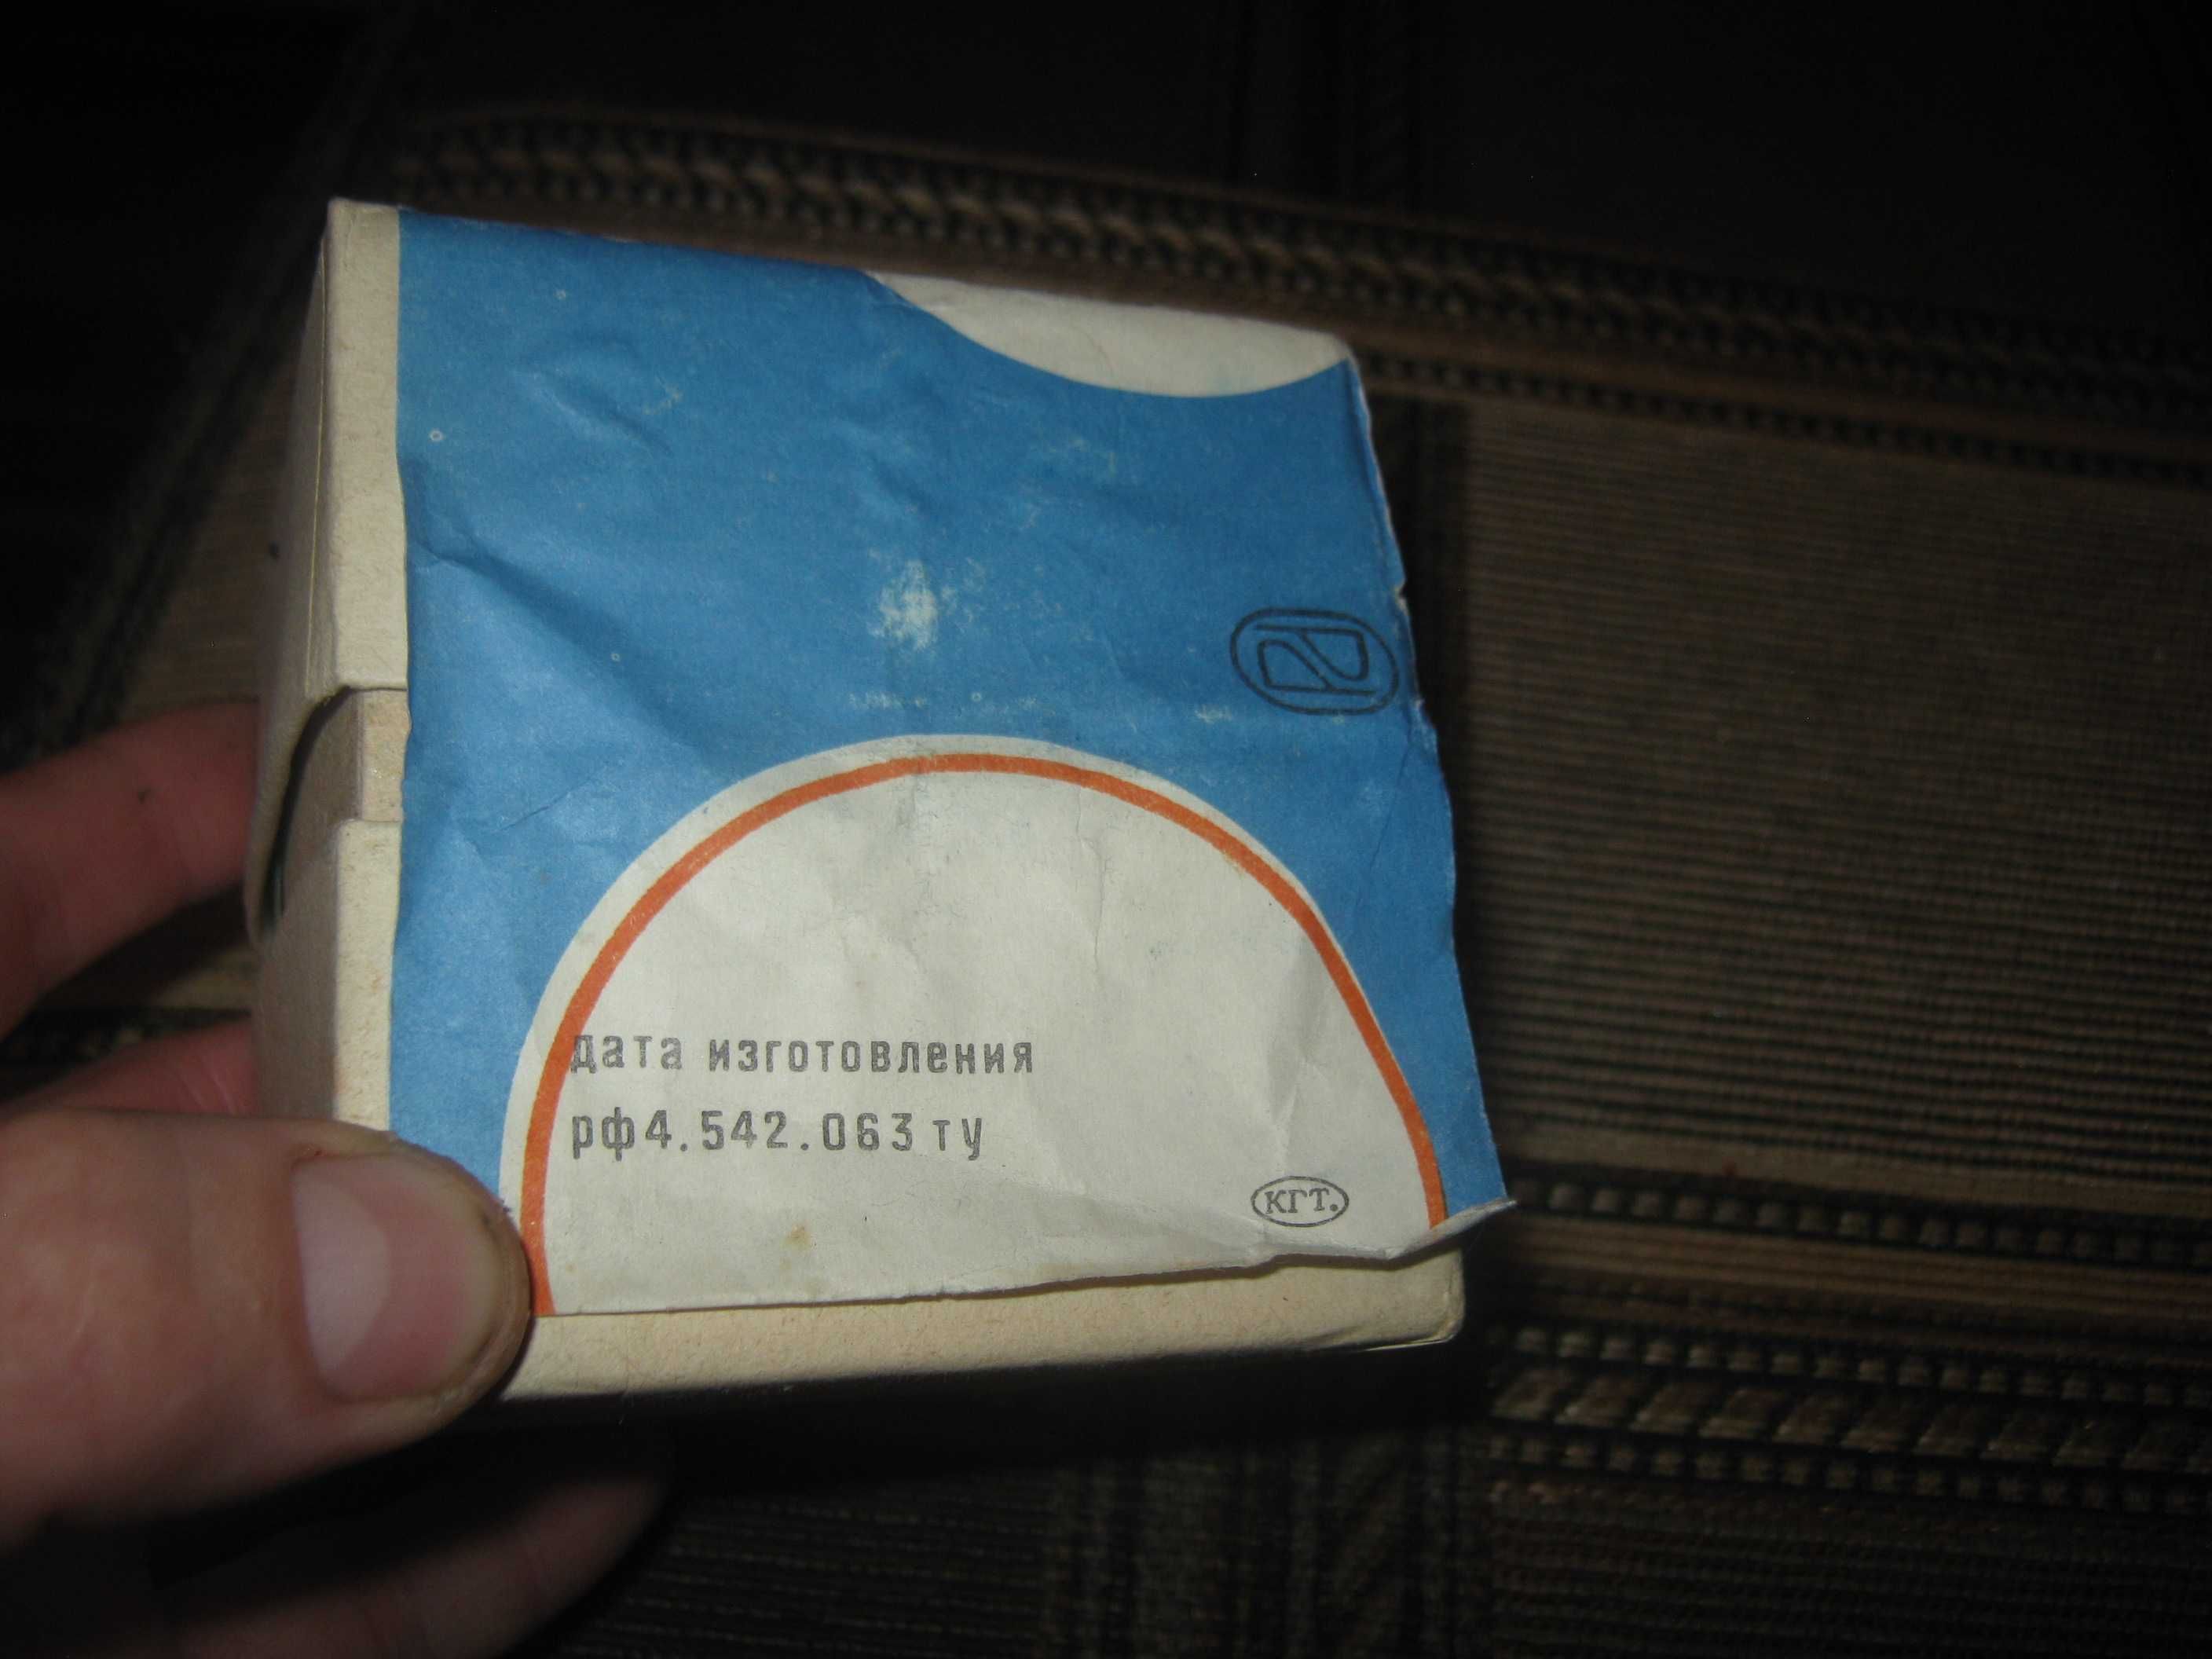 дата изготовления
рф4.542.063 ту
КГТ.